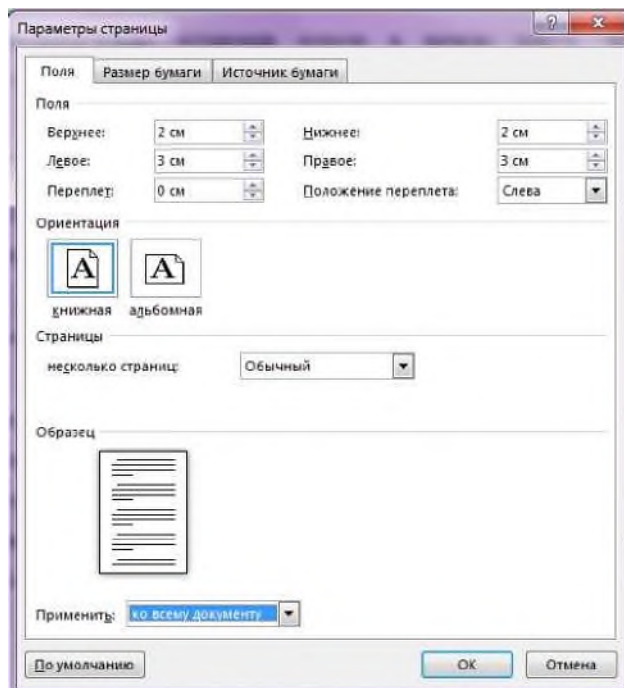 Параметры страницы
Поля Размер бумаги Источник бумаги
Поля
Верхнее: 2 см Нижнее: 2 см
Левое: 3 см Правое: 3 см
Переплет: 0 см Положение переплета: Слева
Ориентация
A A
книжная альбомная
Страницы
несколько страниц: Обычный
Образец
Применить: ко всему документу
По умолчанию ОК Отмена